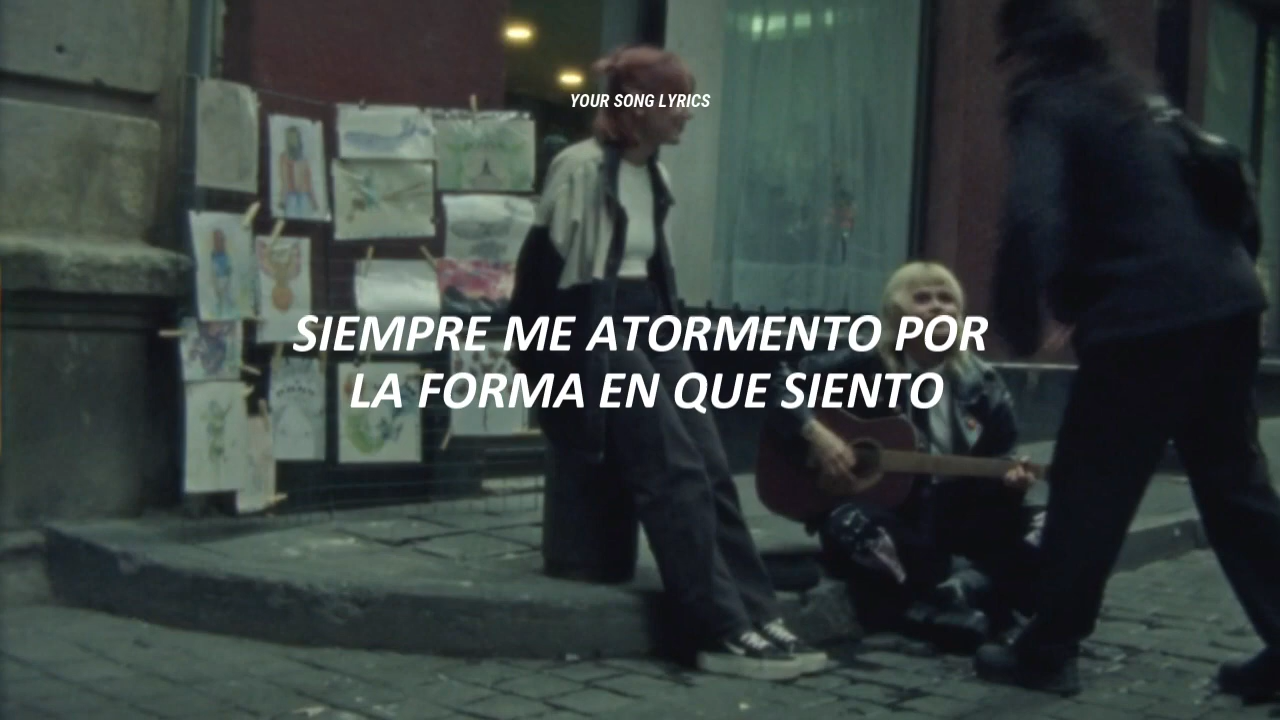 YOUR SONG LYRICS
SIEMPRE ME ATORMENTO POR
LA FORMA EN QUE SIENTO